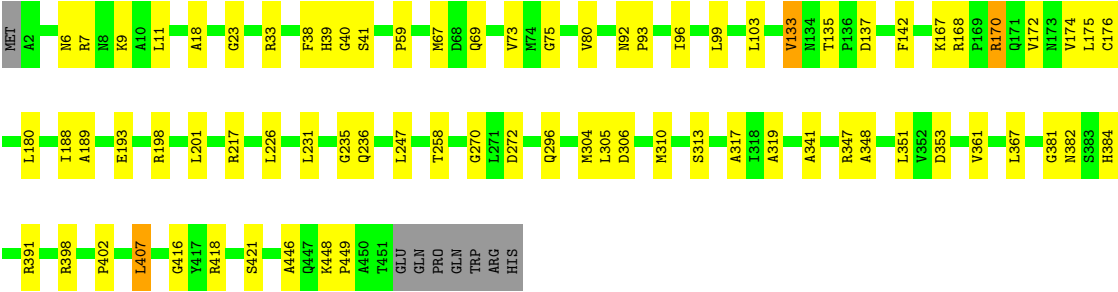 MET A2 N6 R7 N8 K9 A10 L11 A18 G23 R33 F38 H39 G40 S41 P59 M67 D68 Q69 V73 M74 G75 V80 N92 P93 I96 L99 L103 V133 N134 T135 P136 D137 F142 K167 R168 P169 R170 Q171 V172 N173 V174 L175 C176
L180 I188 A189 E193 R198 L201 R217 L226 L231 G235 Q236 L247 T258 G270 L271 D272 Q296 M304 L305 D306 M310 S313 A317 I318 A319 A341 R347 A348 L351 V352 D353 V361 L367 G381 N382 S383 H384
R391 R398 P402 L407 G416 Y417 R418 S421 A446 Q447 K448 P449 A450 T451 GLU GLN PRO GLN TRP ARG HIS